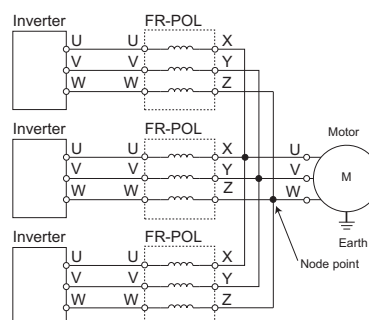 Inverter FR-POL
U U X
V V Y
W W Z
Inverter FR-POL Motor
U U X U
V V Y V M
W W Z W
Inverter FR-POL Earth
Node point
U U X
V V Y
W W Z